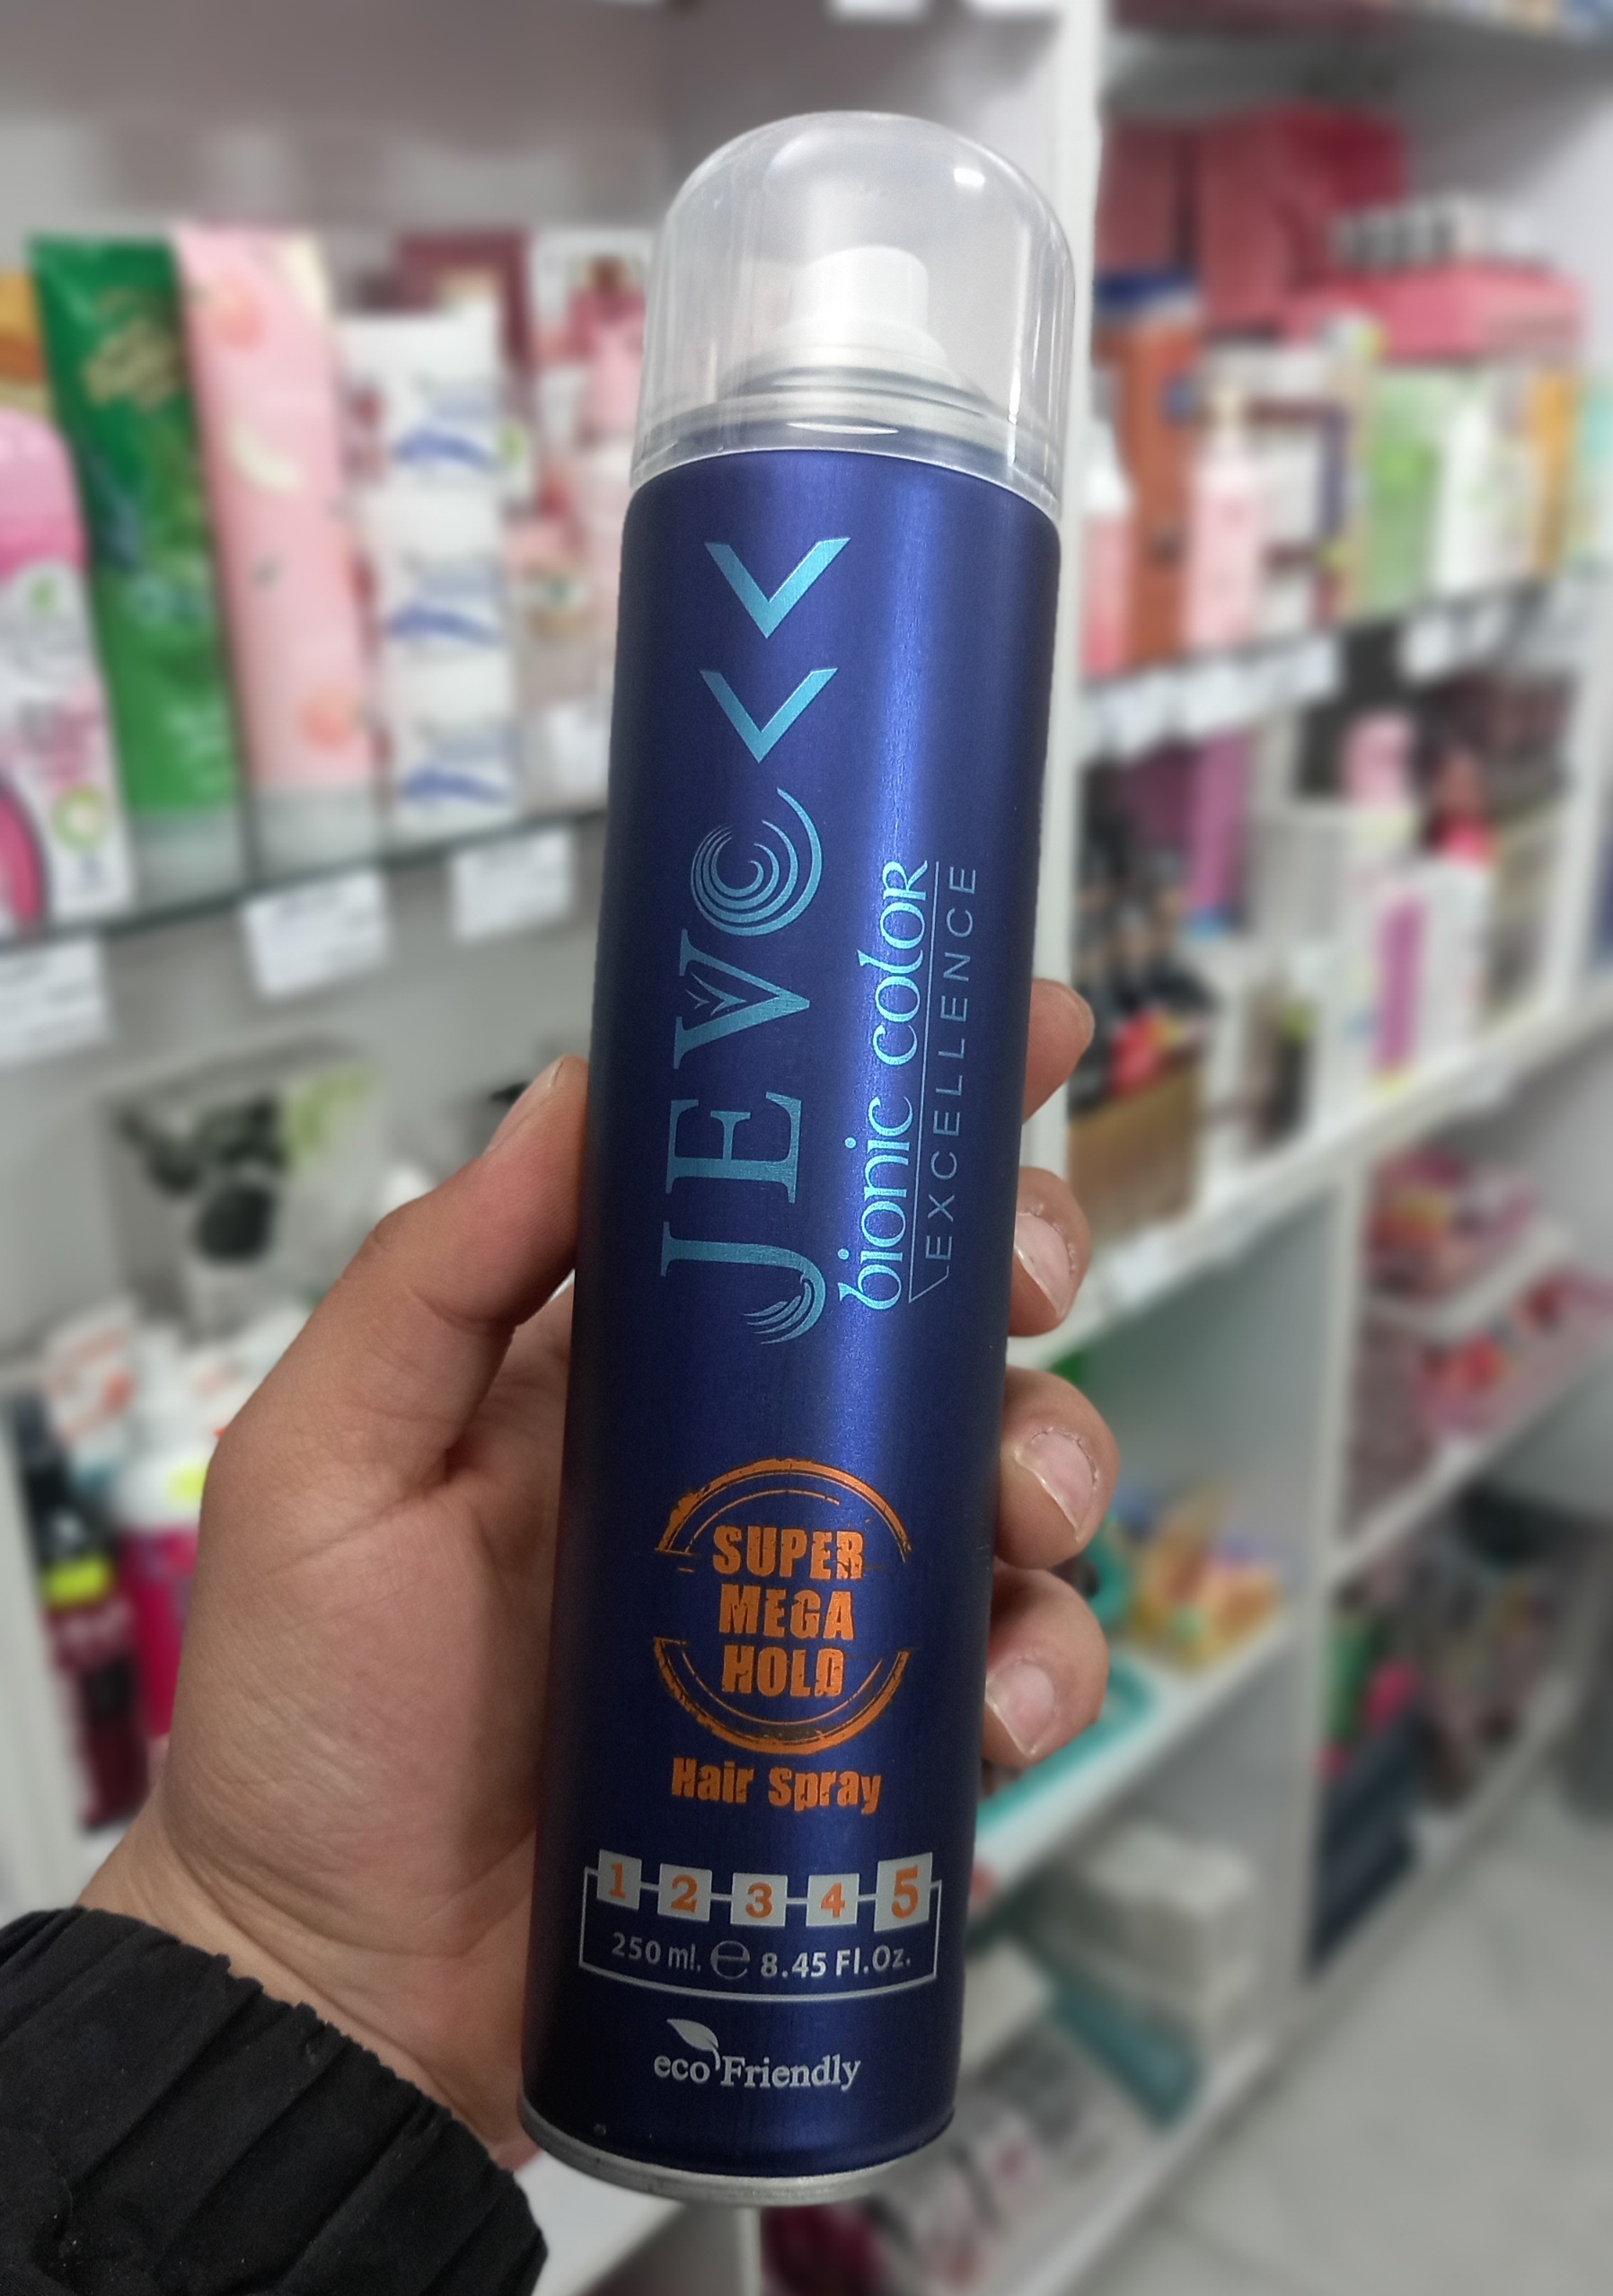 JEVC
bionic color
EXCELLENCE
SUPER
MEGA
HOLD
Hair Spray
1 2 3 4 5
250 ml. ℮ 8.45 Fl.Oz.
eco Friendly